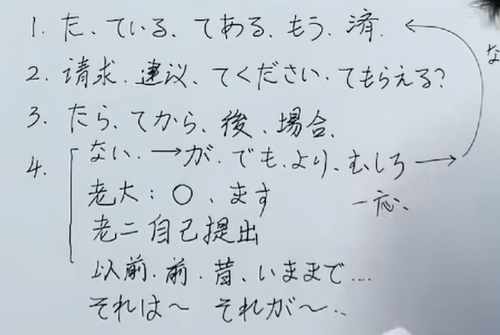 1. た、ている、てある、もう、済 ← な
2. 请求、建议、てください、てもらえる?
3. たら、てから、後、場合、
4. ない、→が、でも、より、むしろ →
老大: ○、ます 一応、
老二自己提出
以前、前、昔、いままで...
それは〜 それが〜..